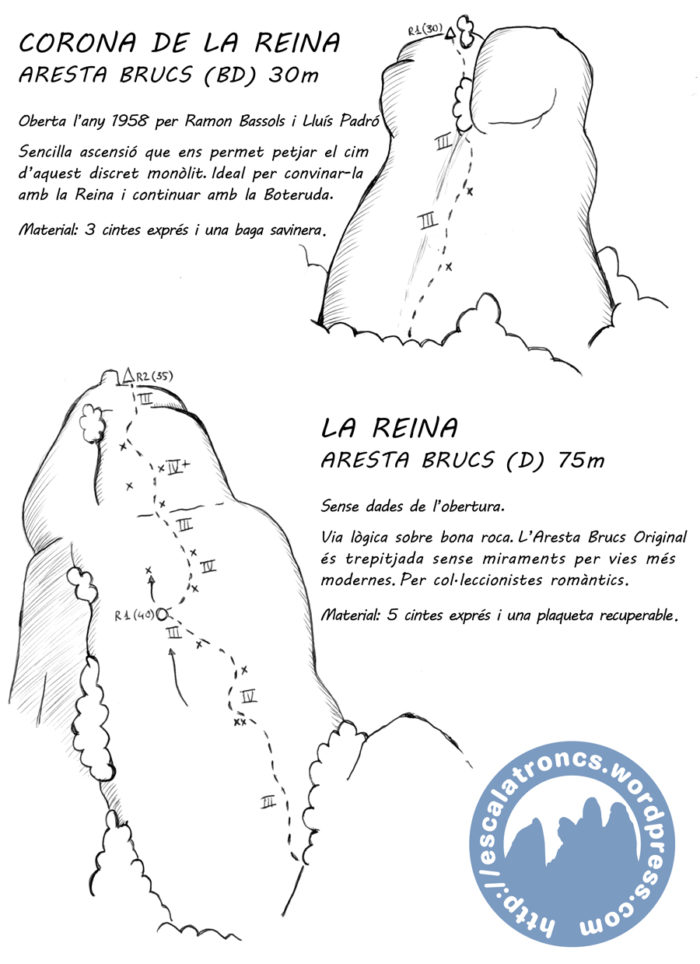 CORONA DE LA REINA
ARESTA BRUCS (BD) 30m
Oberta l'any 1958 per Ramon Bassols i Lluís Padró
Sencilla ascensió que ens permet petjar el cim
d'aquest discret monòlit. Ideal per convinar-la
amb la Reina i continuar amb la Boteruda.
Material: 3 cintes exprés i una baga savinera.
R1(30)
III
III
R2(35)
III
IV+
III
IV
R1(40)
III
IV
III
LA REINA
ARESTA BRUCS (D) 75m
Sense dades de l'obertura.
Via lògica sobre bona roca. L'Aresta Brucs Original
és trepitjada sense miraments per vies més
modernes. Per col·leccionistes romàntics.
Material: 5 cintes exprés i una plaqueta recuperable.
http://escalatroncs.wordpress.com